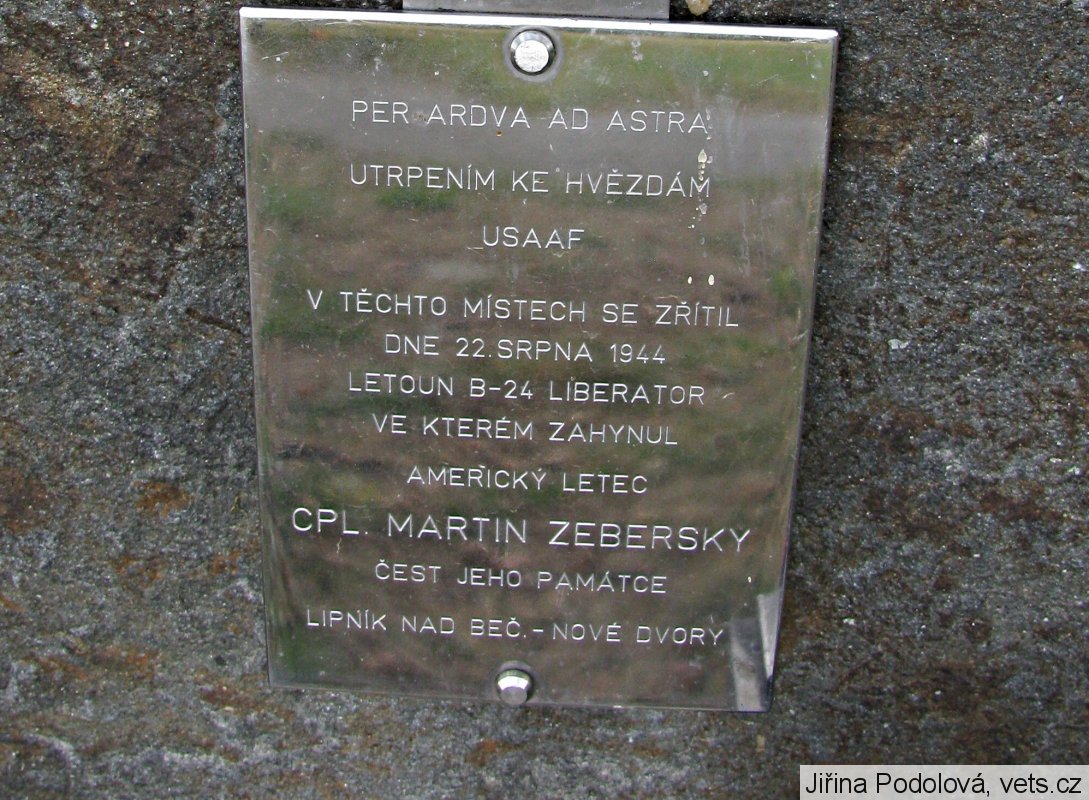 PER ARDVA AD ASTRA
UTRPENÍM KE HVĚZDÁM
USAAF
V TĚCHTO MÍSTECH SE ZŘÍTIL
DNE 22.SRPNA 1944
LETOUN B-24 LIBERATOR
VE KTERÉM ZAHYNUL
AMERICKÝ LETEC
CPL. MARTIN ZEBERSKY
ČEST JEHO PAMÁTCE
LIPNÍK NAD BEČ.-NOVÉ DVORY
Jiřina Podolová, vets.cz